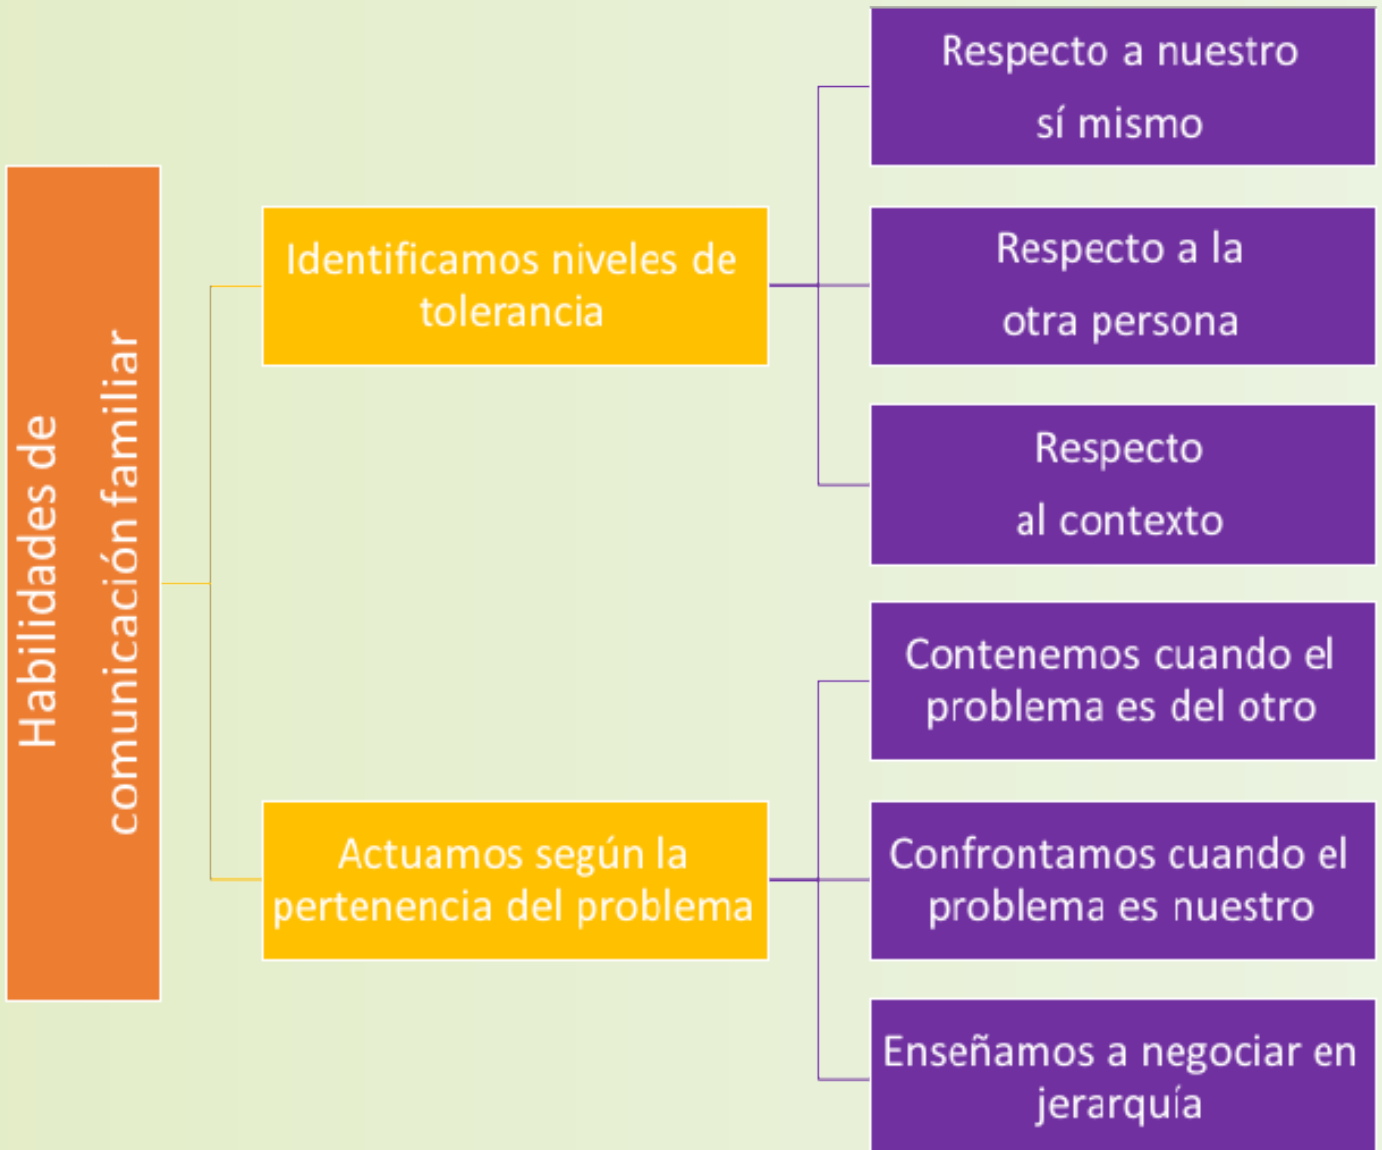 Habilidades de
comunicación familiar
Identificamos niveles de
tolerancia
Respecto a nuestro
sí mismo
Respecto a la
otra persona
Respecto
al contexto
Actuamos según la
pertenencia del problema
Contenemos cuando el
problema es del otro
Confrontamos cuando el
problema es nuestro
Enseñamos a negociar en
jerarquía